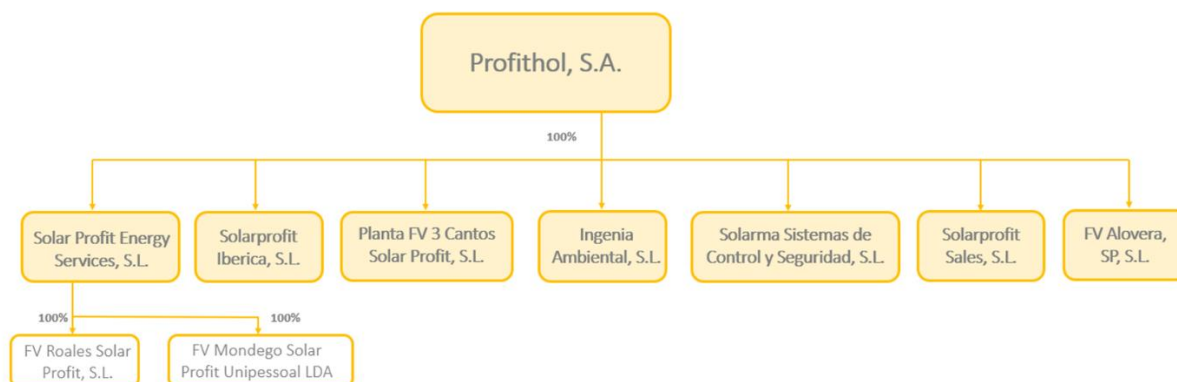 Profithol, S.A.
100%
Solar Profit Energy
Services, S.L.
Solarprofit
Iberica, S.L.
Planta FV 3 Cantos
Solar Profit, S.L.
Ingenia
Ambiental, S.L.
Solarma Sistemas de
Control y Seguridad, S.L.
Solarprofit
Sales, S.L.
FV Alovera,
SP, S.L.
100%
100%
FV Roales Solar
Profit, S.L.
FV Mondego Solar
Profit Unipessoal LDA